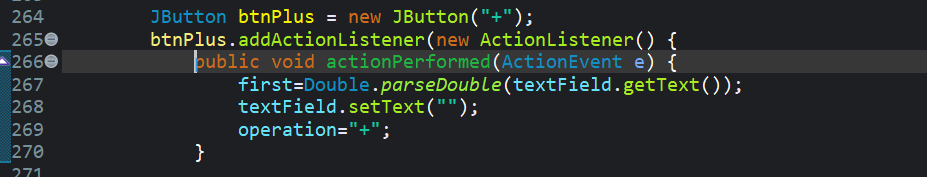 264 JButton btnPlus = new JButton("+");
265 btnPlus.addActionListener(new ActionListener() {
266 public void actionPerformed(ActionEvent e) {
267 first=Double.parseDouble(textField.getText());
268 textField.setText("");
269 operation="+";
270 }